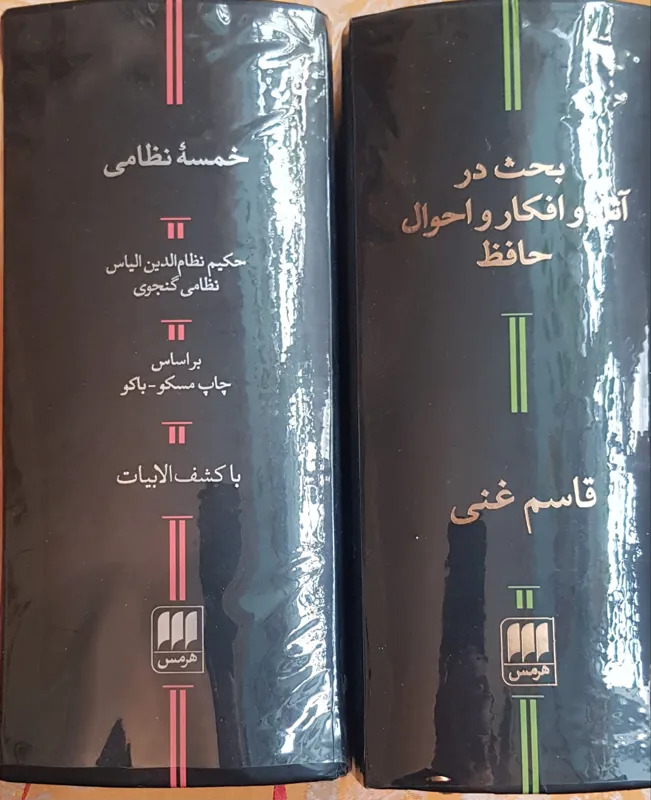 خمسهٔ نظامی
حکیم نظام‌الدین الیاس
نظامی گنجوی
بر اساس
چاپ مسکو - باکو
با کشف‌الابیات
هرمس
بحث در
آثار و افکار و احوال
حافظ
قاسم غنی
هرمس